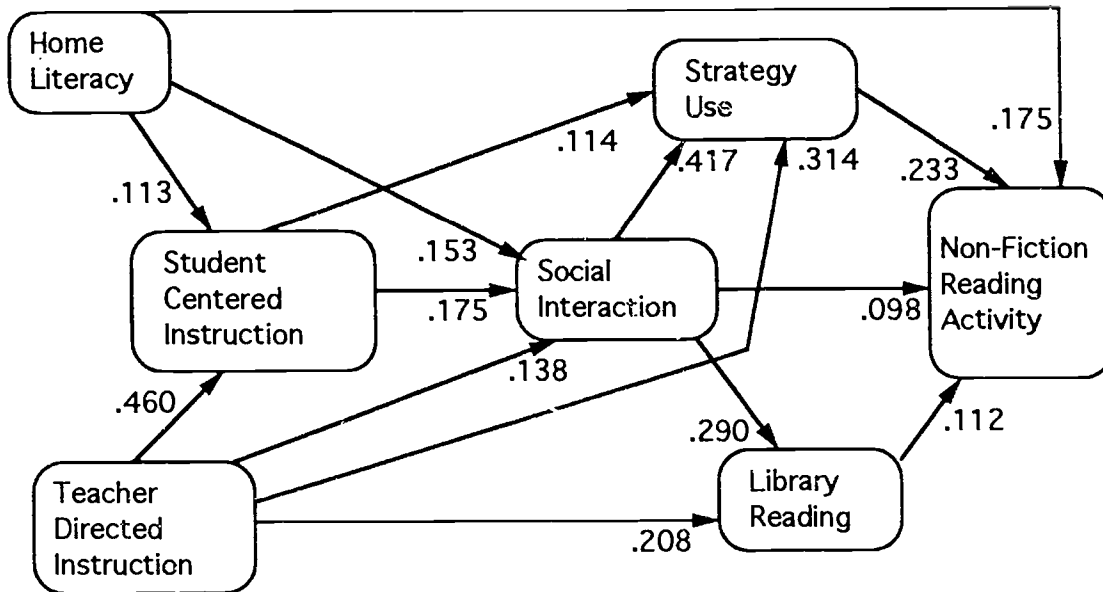 Home
Literacy
Strategy
Use
.175
.114
.417
.314
.233
.113
Student
Centered
Instruction
.153
.175
Social
Interaction
.098
Non-Fiction
Reading
Activity
.138
.460
.290
.112
Teacher
Directed
Instruction
.208
Library
Reading